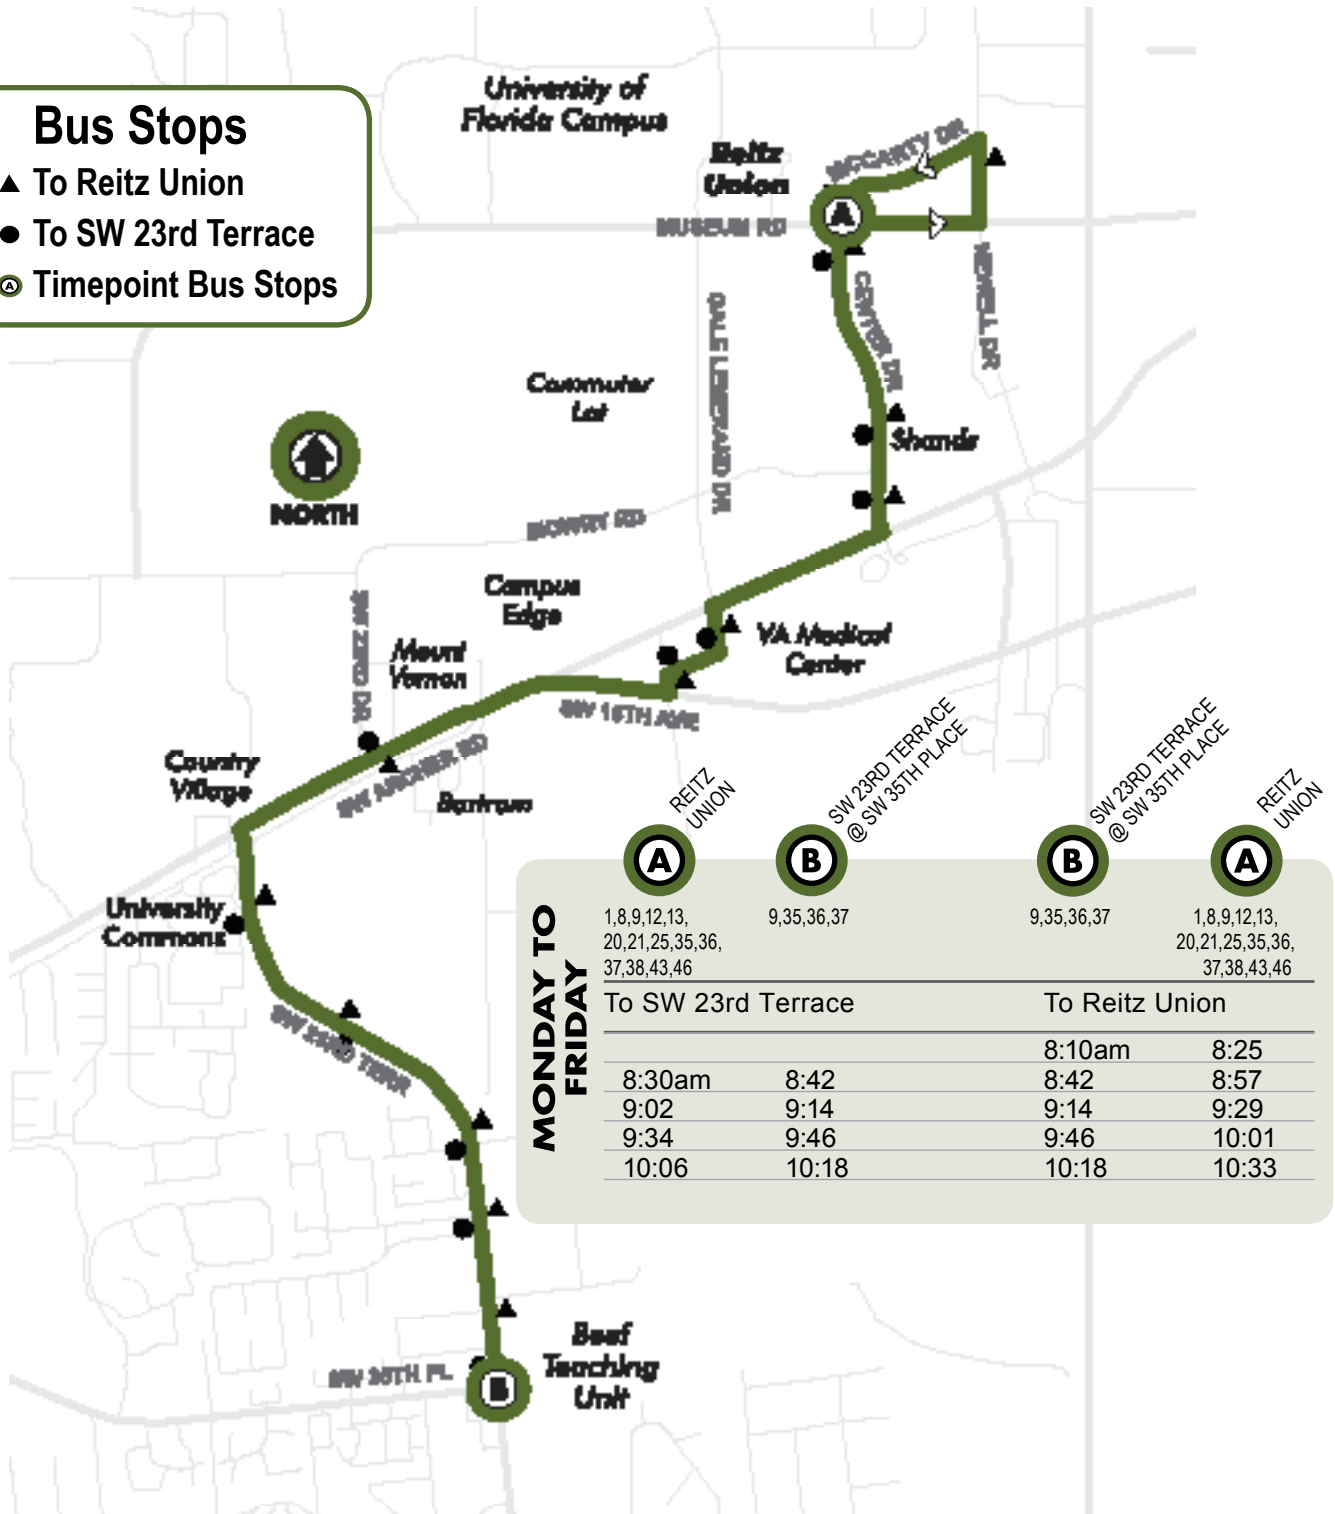 Bus Stops
To Reitz Union
To SW 23rd Terrace
A Timepoint Bus Stops
University of
Florida Campus
Reitz
Union
MCCARTY DR
A
MUSEUM RD
NEWELL DR
CENTER DR
GALE LEMERAND DR
Commuter
Lot
Shands
NORTH
MOWRY RD
Campus
Edge
SW 23RD DR
Mount
Vernon
VA Medical
Center
SW 16TH AVE
SW ARCHER RD
Country
Village
Bartram
University
Commons
SW 23RD TERR
SW 35TH PL
B
Beef
Teaching
Unit
MONDAY TO
FRIDAY
REITZ
UNION
SW 23RD TERRACE
@ SW 35TH PLACE
SW 23RD TERRACE
@ SW 35TH PLACE
REITZ
UNION
A B B A
1,8,9,12,13,
20,21,25,35,36,
37,38,43,46
9,35,36,37
9,35,36,37
1,8,9,12,13,
20,21,25,35,36,
37,38,43,46
To SW 23rd Terrace To Reitz Union
8:10am 8:25
8:30am 8:42 8:42 8:57
9:02 9:14 9:14 9:29
9:34 9:46 9:46 10:01
10:06 10:18 10:18 10:33